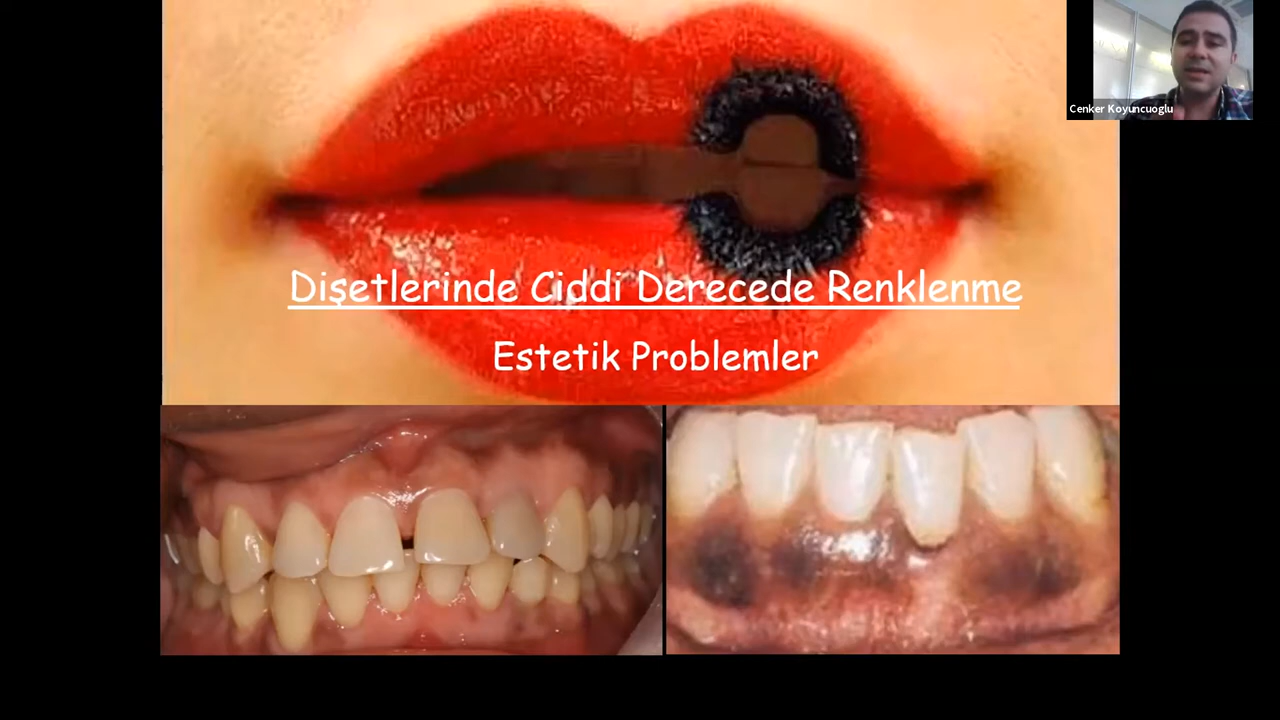 Cenker Koyuncuoglu
Dişetlerinde Ciddi Derecede Renklenme
Estetik Problemler